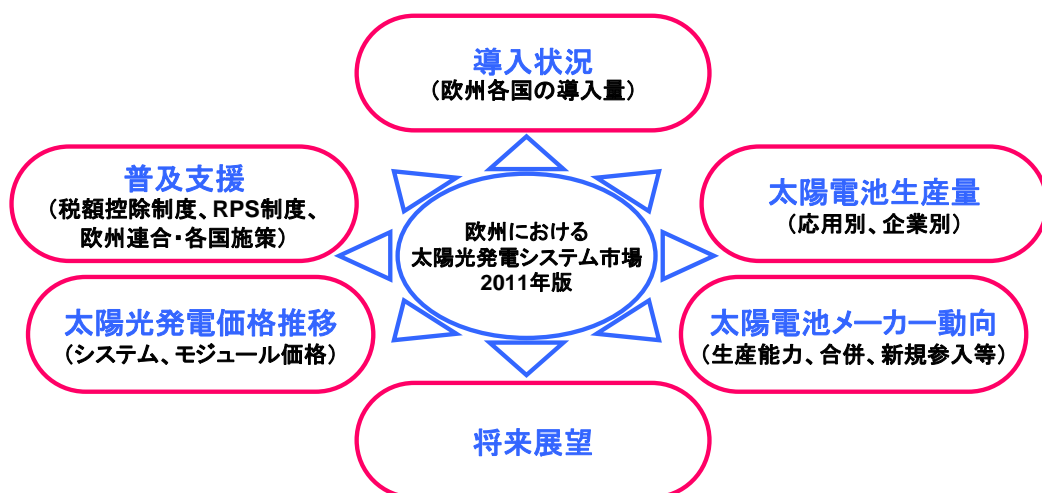 導入状況
（欧州各国の導入量）
普及支援
（税額控除制度、RPS制度、
欧州連合・各国施策）
太陽電池生産量
（応用別、企業別）
欧州における
太陽光発電システム市場
2011年版
太陽光発電価格推移
（システム、モジュール価格）
太陽電池メーカー動向
（生産能力、合併、新規参入等）
将来展望